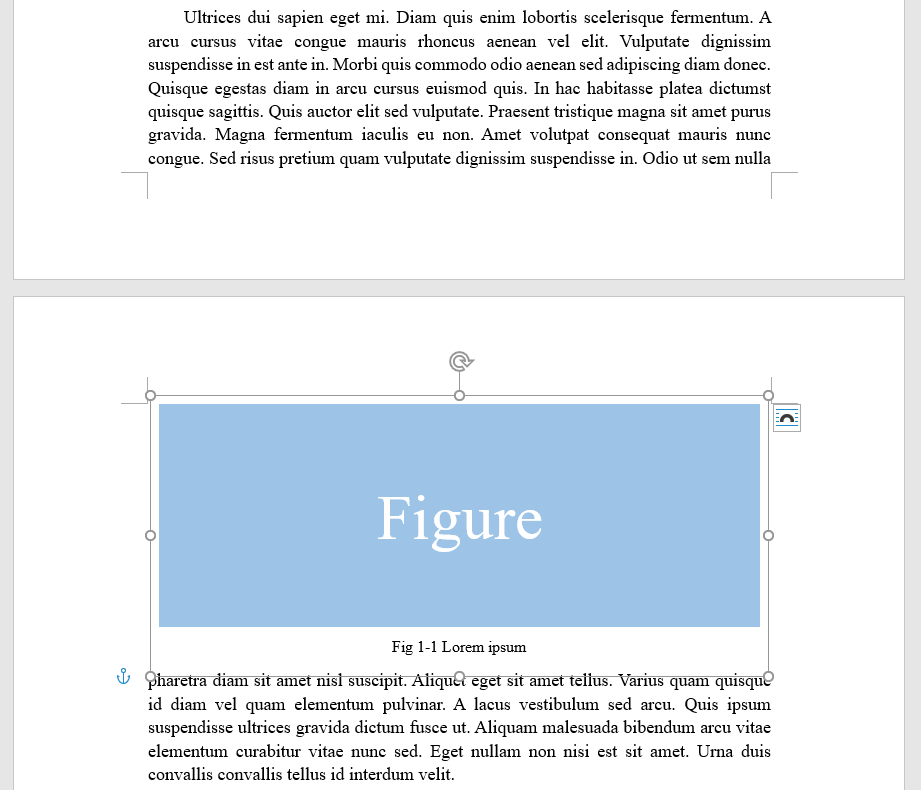 Ultrices dui sapien eget mi. Diam quis enim lobortis scelerisque fermentum. A
arcu cursus vitae congue mauris rhoncus aenean vel elit. Vulputate dignissim
suspendisse in est ante in. Morbi quis commodo odio aenean sed adipiscing diam donec.
Quisque egestas diam in arcu cursus euismod quis. In hac habitasse platea dictumst
quisque sagittis. Quis auctor elit sed vulputate. Praesent tristique magna sit amet purus
gravida. Magna fermentum iaculis eu non. Amet volutpat consequat mauris nunc
congue. Sed risus pretium quam vulputate dignissim suspendisse in. Odio ut sem nulla
Figure
Fig 1-1 Lorem ipsum
pharetra diam sit amet nisl suscipit. Aliquet eget sit amet tellus. Varius quam quisque
id diam vel quam elementum pulvinar. A lacus vestibulum sed arcu. Quis ipsum
suspendisse ultrices gravida dictum fusce ut. Aliquam malesuada bibendum arcu vitae
elementum curabitur vitae nunc sed. Eget nullam non nisi est sit amet. Urna duis
convallis convallis tellus id interdum velit.